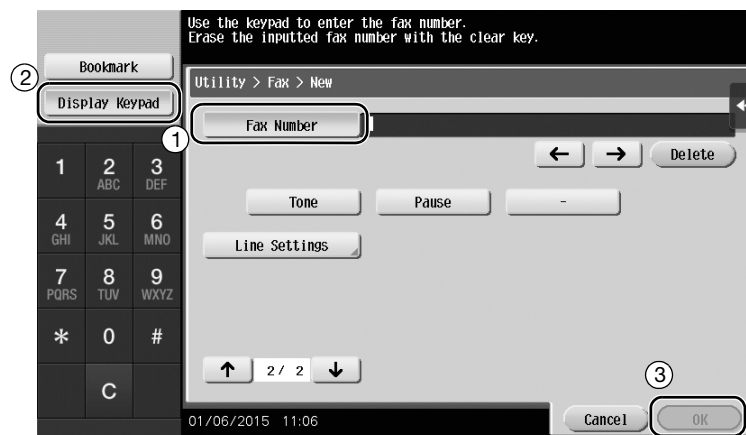 Use the keypad to enter the fax number.
Erase the inputted fax number with the clear key.
Bookmark
2
Display Keypad
Utility > Fax > New
1
Fax Number
← → Delete
1 2 ABC 3 DEF
4 GHI 5 JKL 6 MNO
7 PQRS 8 TUV 9 WXYZ
* 0 #
C
Tone Pause -
Line Settings
↑ 2/ 2 ↓
3
01/06/2015 11:06
Cancel OK